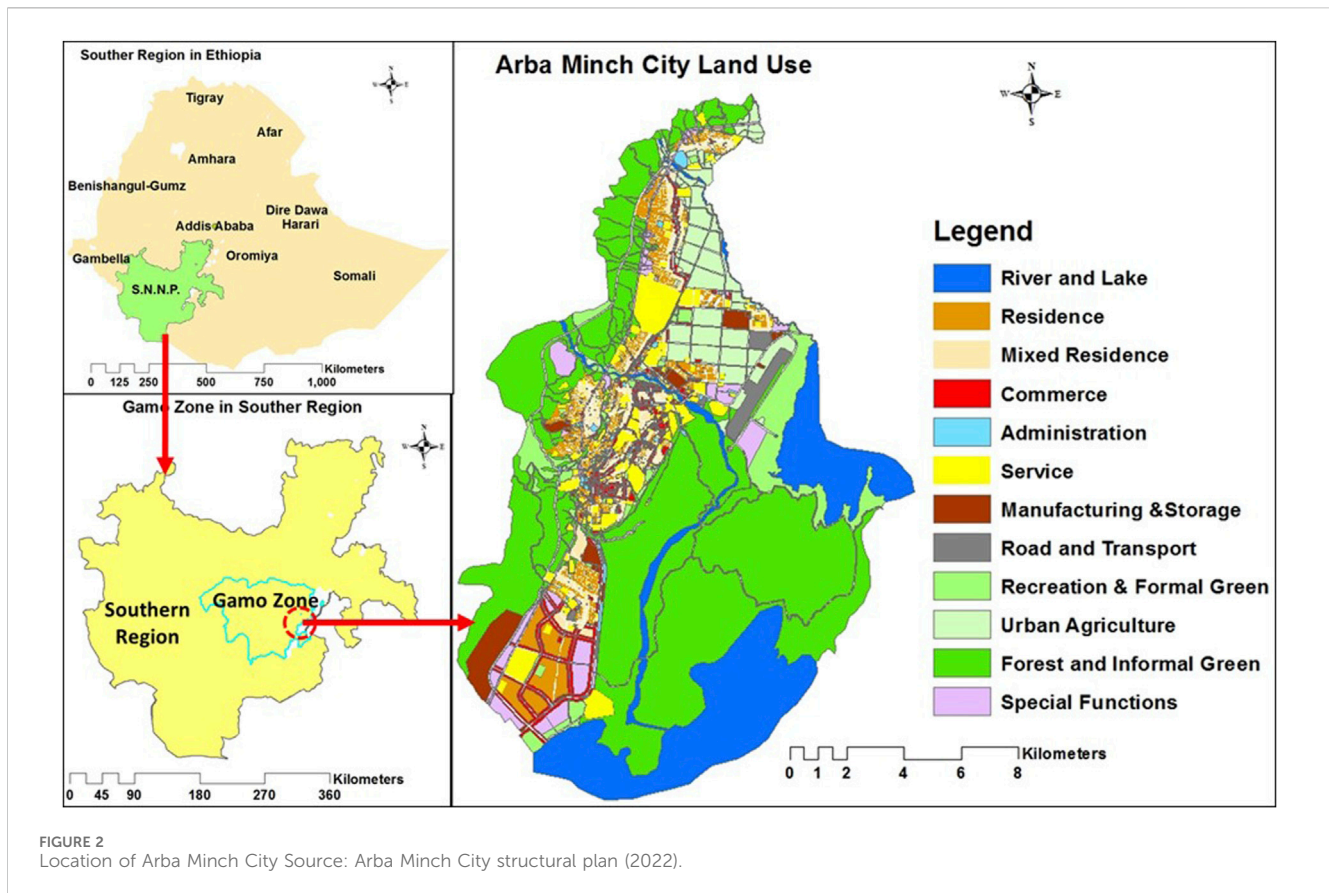 Souther Region in Ethiopia
N
W E
S
Tigray
Afar
Amhara
Benishangul-Gumz
Dire Dawa
Harari
Addis Ababa
Gambella
Oromiya
Somali
S.N.N.P.
Kilometers
0 125 250 500 750 1,000
Gamo Zone in Souther Region
N
W E
S
Southern
Region
Gamo Zone
Kilometers
0 45 90 180 270 360
Arba Minch City Land Use
N
W E
S
Legend
River and Lake
Residence
Mixed Residence
Commerce
Administration
Service
Manufacturing &Storage
Road and Transport
Recreation & Formal Green
Urban Agriculture
Forest and Informal Green
Special Functions
Kilometers
0 1 2 4 6 8
FIGURE 2
Location of Arba Minch City Source: Arba Minch City structural plan (2022).